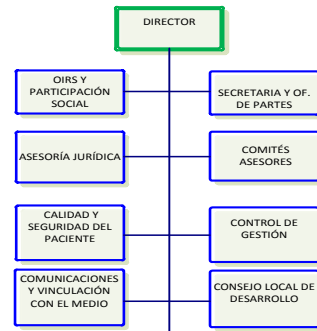 DIRECTOR
OIRS Y
PARTICIPACIÓN
SOCIAL
SECRETARIA Y OF.
DE PARTES
ASESORÍA JURÍDICA
COMITÉS
ASESORES
CALIDAD Y
SEGURIDAD DEL
PACIENTE
CONTROL DE
GESTIÓN
COMUNICACIONES
Y VINCULACIÓN
CON EL MEDIO
CONSEJO LOCAL DE
DESARROLLO